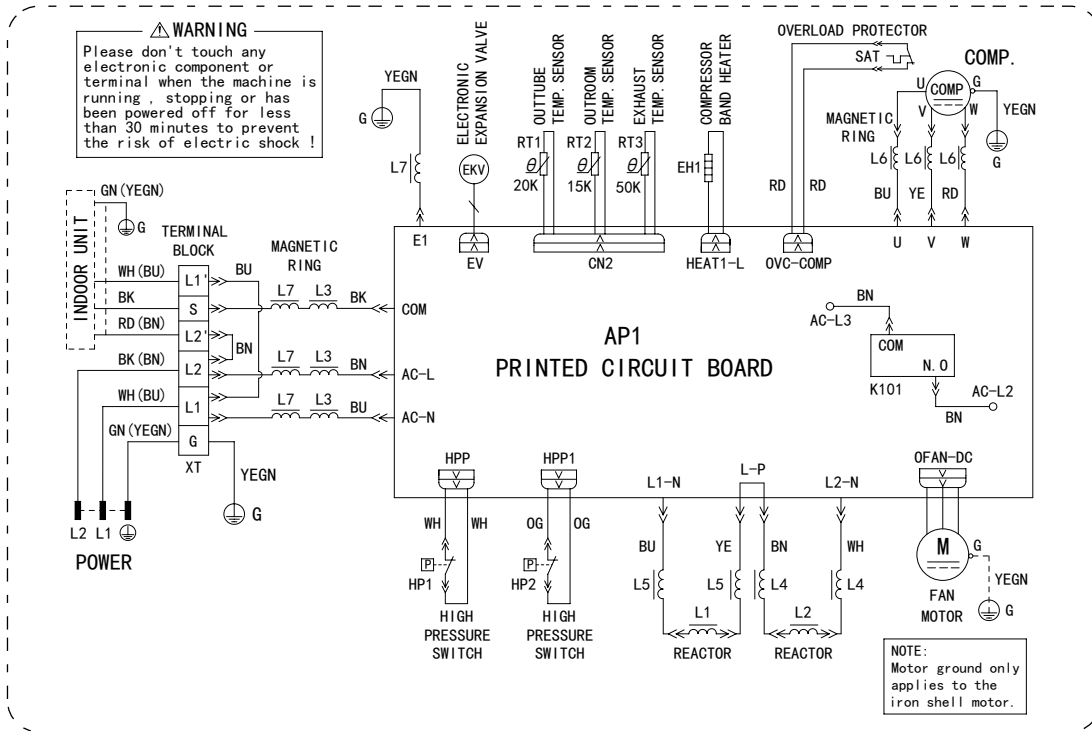 WARNING
Please don't touch any
electronic component or
terminal when the machine is
running , stopping or has
been powered off for less
than 30 minutes to prevent
the risk of electric shock !
YEGN
G
L7
E1
ELECTRONIC
EXPANSION VALVE
EKV
EV
OUTTUBE
TEMP. SENSOR
OUTROOM
TEMP. SENSOR
EXHAUST
TEMP. SENSOR
RT1
RT2
RT3
θ
θ
θ
20K
15K
50K
CN2
COMPRESSOR
BAND HEATER
EH1
HEAT1-L
OVERLOAD PROTECTOR
SAT
RD
RD
OVC-COMP
COMP.
COMP
U
V
W
G
YEGN
G
MAGNETIC
RING
L6
L6
L6
BU
YE
RD
U
V
W
GN(YEGN)
G
INDOOR UNIT
TERMINAL
BLOCK
MAGNETIC
RING
WH(BU)
L1'
BU
BK
S
L7
L3
BK
COM
RD(BN)
L2'
BN
BK(BN)
L2
L7
L3
BN
AC-L
WH(BU)
L1
L7
L3
BU
AC-N
GN(YEGN)
G
XT
YEGN
G
L2
L1
POWER
AP1
PRINTED CIRCUIT BOARD
BN
AC-L3
COM
N.O
K101
AC-L2
BN
HPP
WH
WH
P
HP1
HIGH
PRESSURE
SWITCH
HPP1
OG
OG
P
HP2
HIGH
PRESSURE
SWITCH
L1-N
L-P
L2-N
BU
YE
BN
WH
L5
L5
L4
L4
L1
L2
REACTOR
REACTOR
OFAN-DC
M
G
YEGN
G
FAN
MOTOR
NOTE:
Motor ground only
applies to the
iron shell motor.